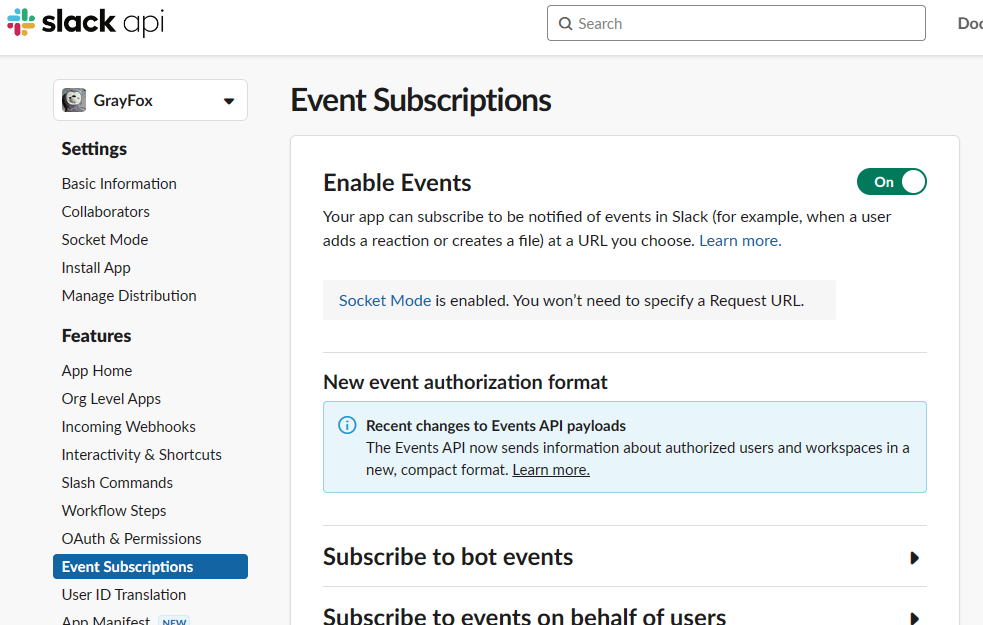 slack api
Search
Doc
GrayFox
Event Subscriptions
Settings
Basic Information
Collaborators
Socket Mode
Install App
Manage Distribution
Features
App Home
Org Level Apps
Incoming Webhooks
Interactivity & Shortcuts
Slash Commands
Workflow Steps
OAuth & Permissions
Event Subscriptions
User ID Translation
App Manifest NEW
Enable Events
On
Your app can subscribe to be notified of events in Slack (for example, when a user
adds a reaction or creates a file) at a URL you choose. Learn more.
Socket Mode is enabled. You won’t need to specify a Request URL.
New event authorization format
Recent changes to Events API payloads
The Events API now sends information about authorized users and workspaces in a
new, compact format. Learn more.
Subscribe to bot events
Subscribe to events on behalf of users